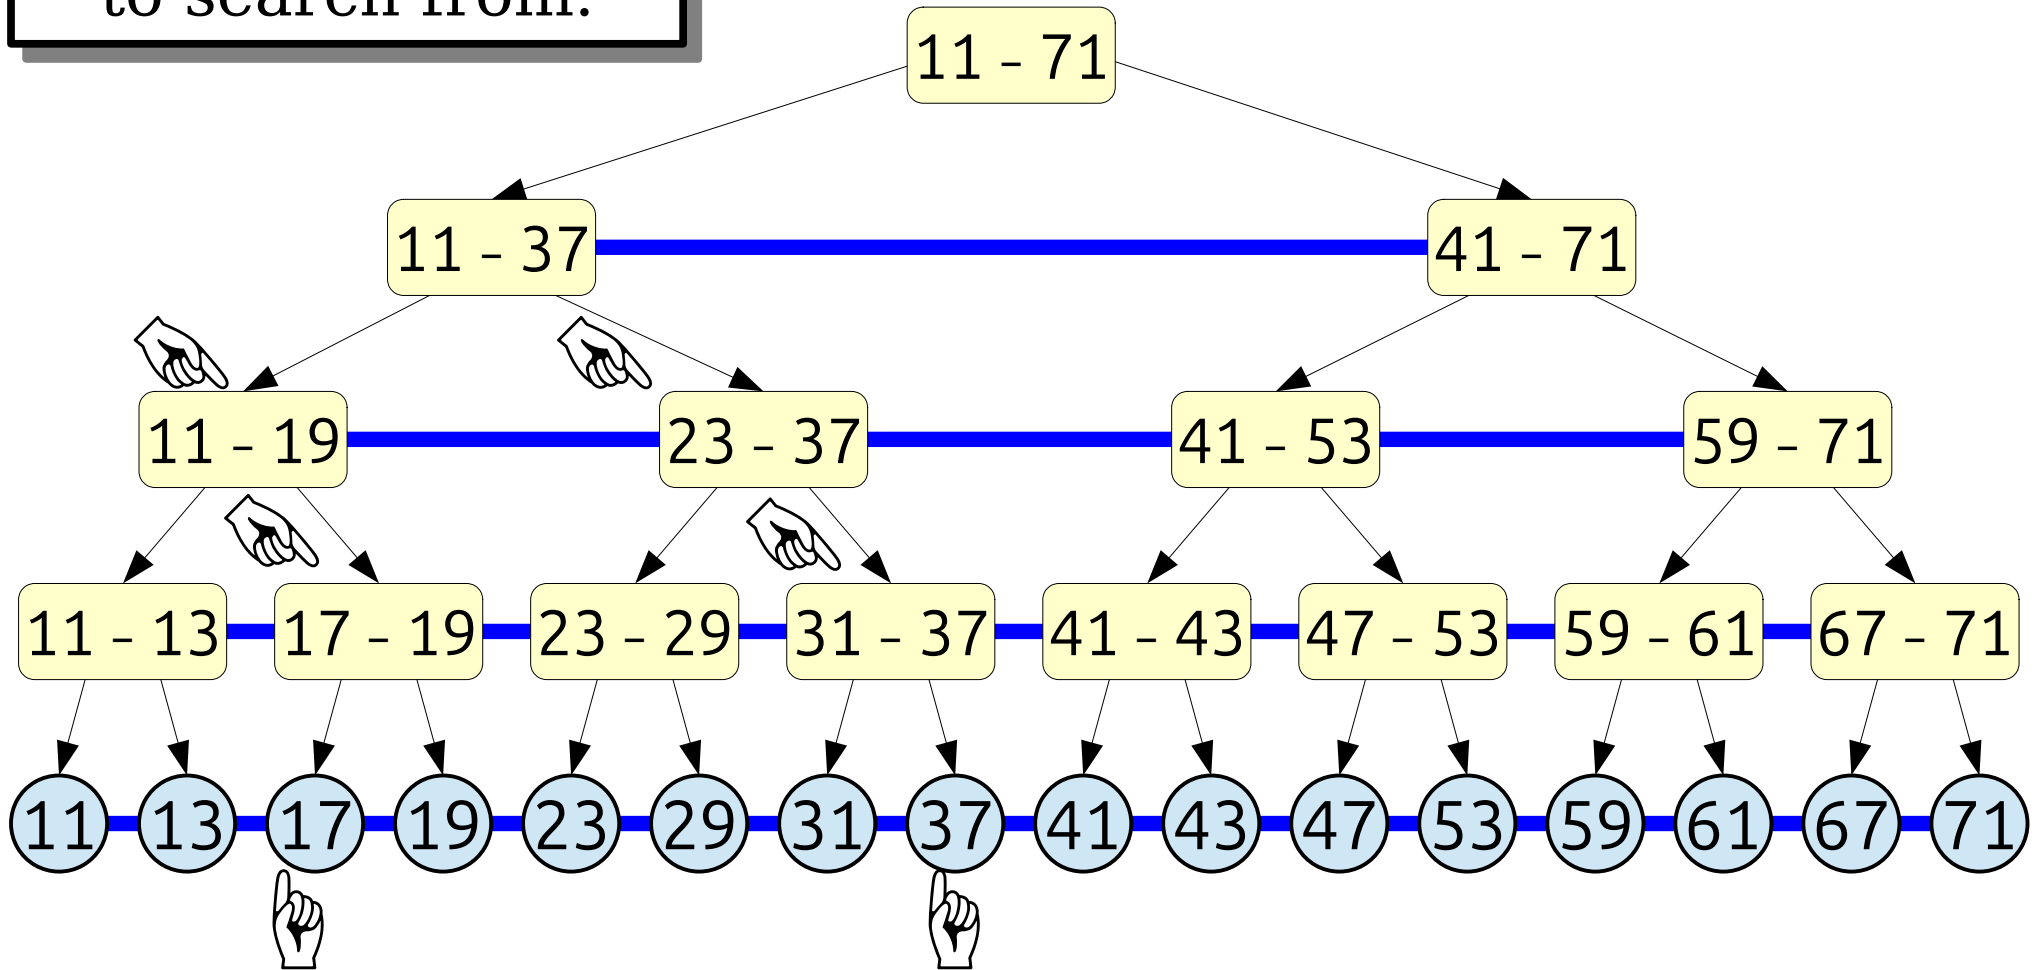 to search from.
11 – 71
11 – 37 41 – 71
11 – 19 23 – 37 41 – 53 59 – 71
11 – 13 17 – 19 23 – 29 31 – 37 41 – 43 47 – 53 59 – 61 67 – 71
11 13 17 19 23 29 31 37 41 43 47 53 59 61 67 71